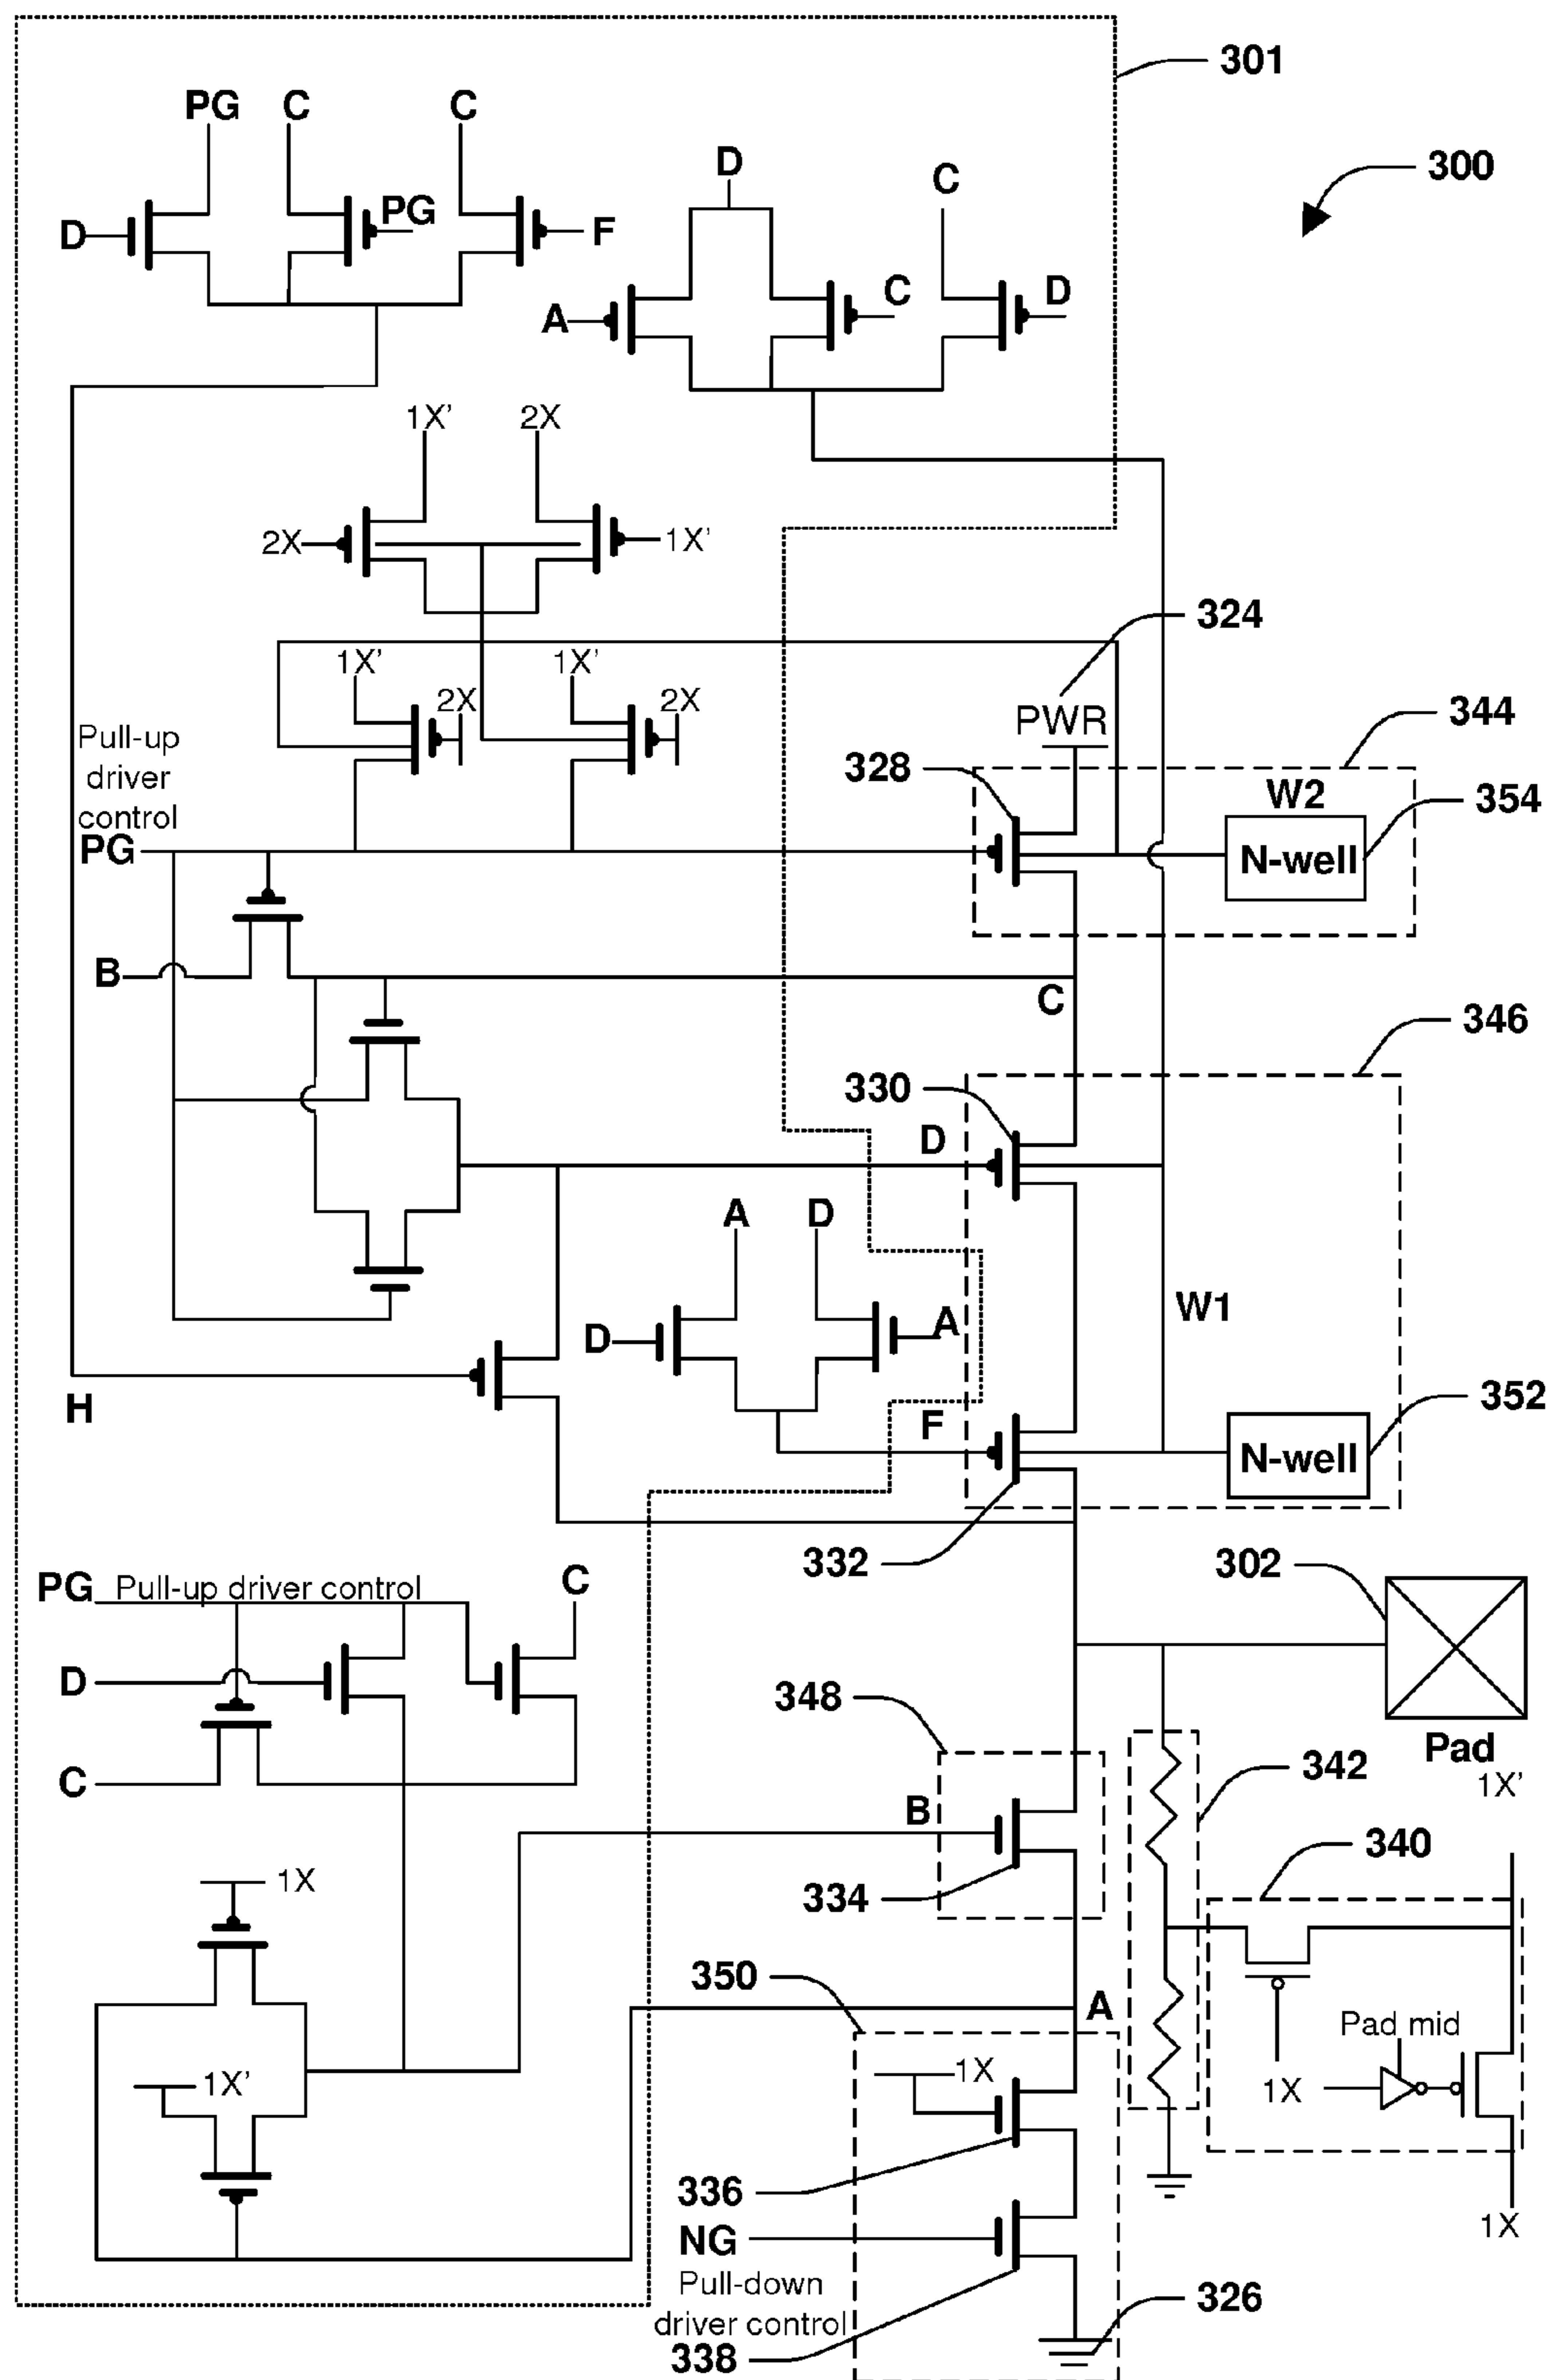 301
PG C C
D PG F
300
D C
A C D
1X' 2X
2X 1X'
324
1X' 1X'
2X 2X
PWR
344
Pull-up
driver
control
PG
328
W2
354
N-well
B
C
346
330
D
A D
D A
W1
H
F
352
N-well
332
302
PG Pull-up driver control C
D
C
348
Pad
342
1X'
B
340
1X
334
350
A
Pad mid
1X
1X
1X'
336
NG
1X
Pull-down
driver control
326
338